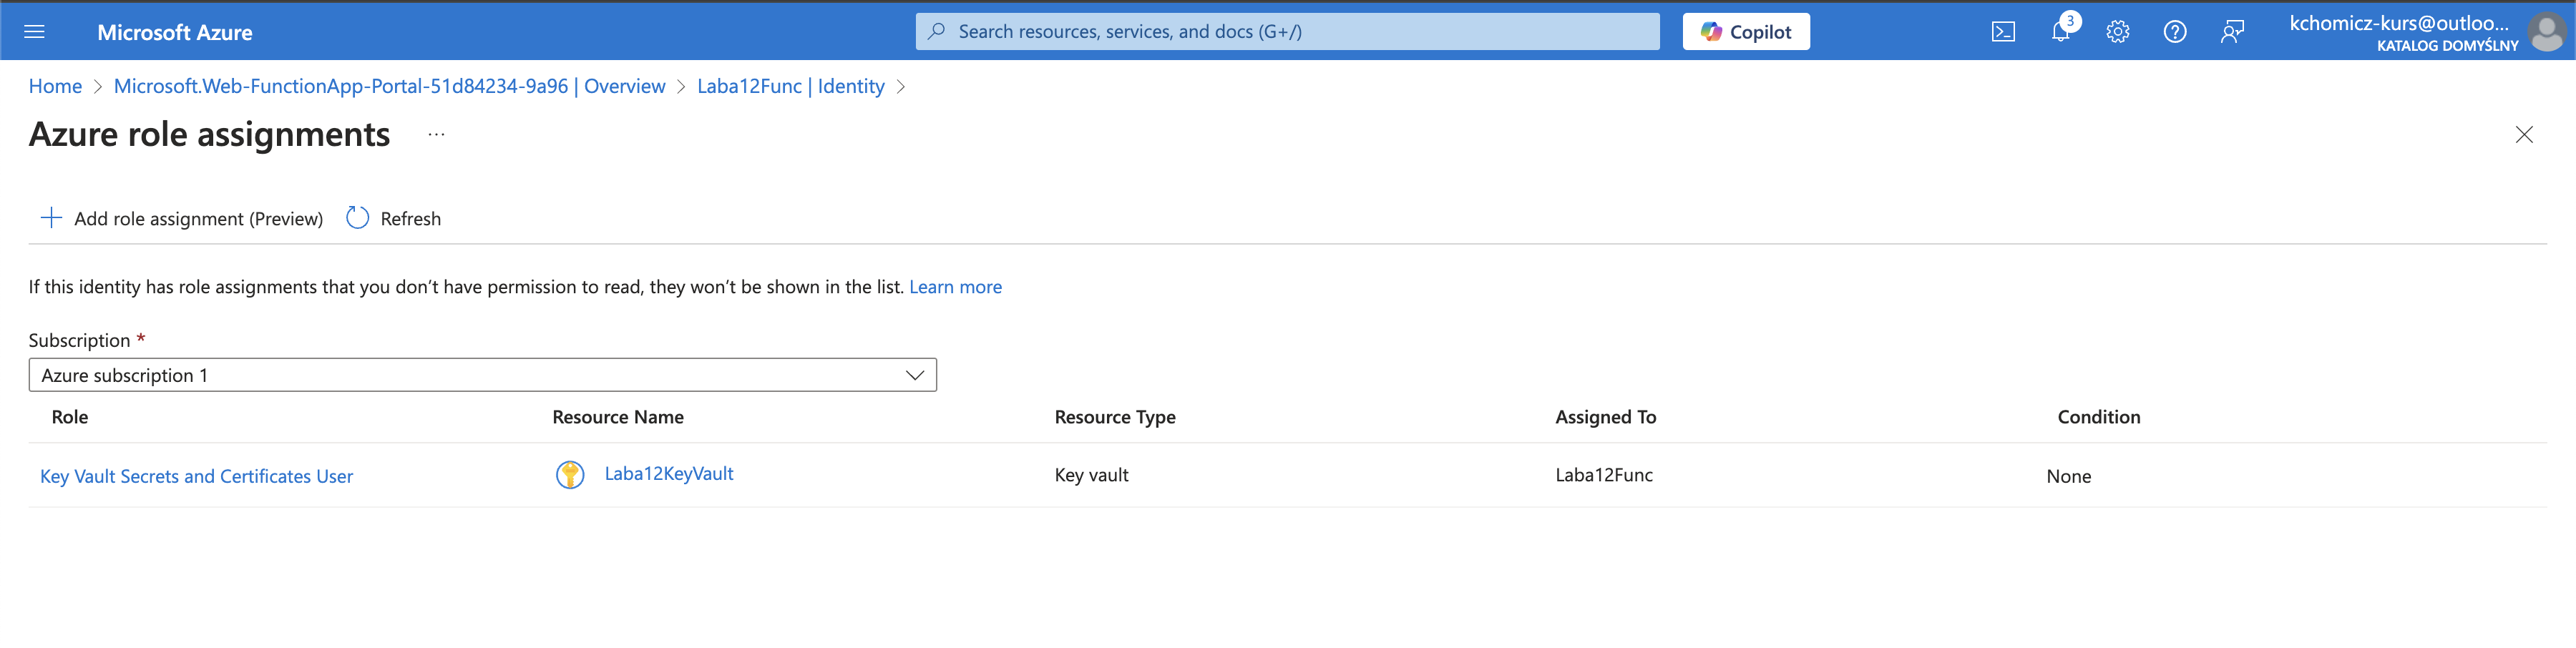 Microsoft Azure
Search resources, services, and docs (G+/)
Copilot
3
kchomicz-kurs@outloo...
KATALOG DOMYŚLNY
Home > Microsoft.Web-FunctionApp-Portal-51d84234-9a96 | Overview > Laba12Func | Identity >
Azure role assignments ...
+ Add role assignment (Preview) Refresh
If this identity has role assignments that you don’t have permission to read, they won’t be shown in the list. Learn more
Subscription *
Azure subscription 1
Role Resource Name Resource Type Assigned To Condition
Key Vault Secrets and Certificates User Laba12KeyVault Key vault Laba12Func None